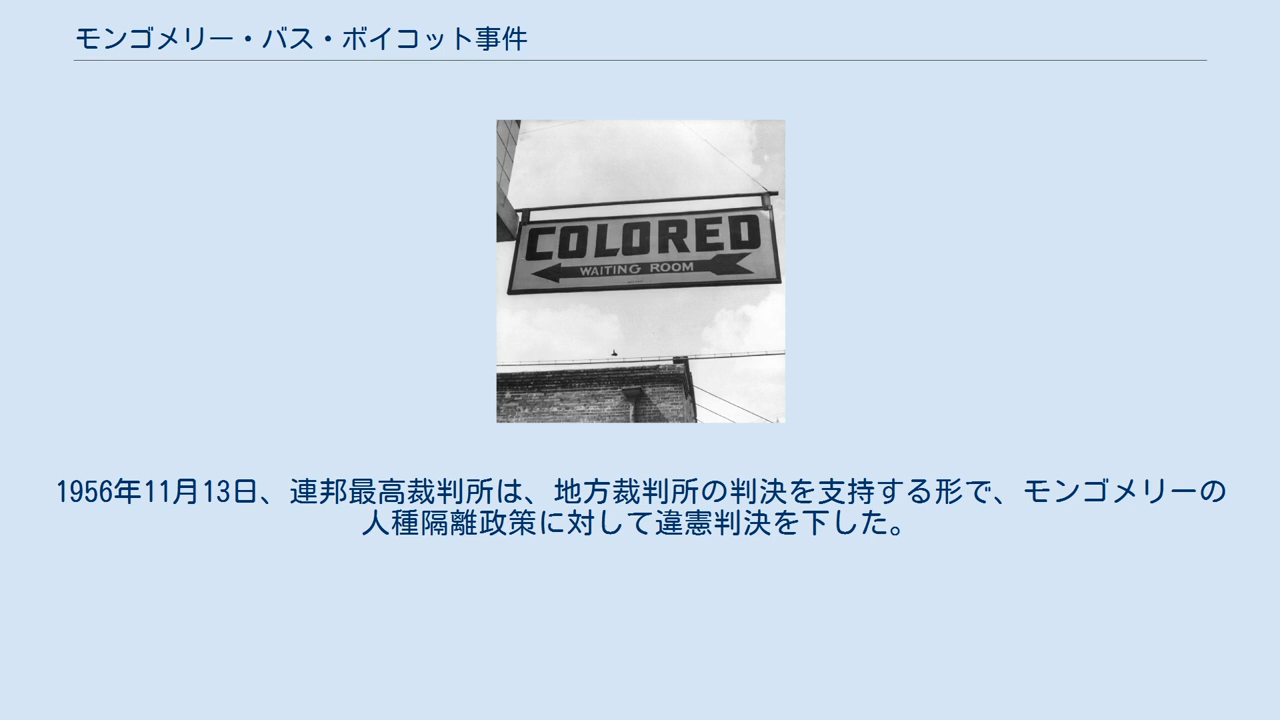 モンゴメリー・バス・ボイコット事件
COLORED
WAITING ROOM
1956年11月13日、連邦最高裁判所は、地方裁判所の判決を支持する形で、モンゴメリーの
人種隔離政策に対して違憲判決を下した。